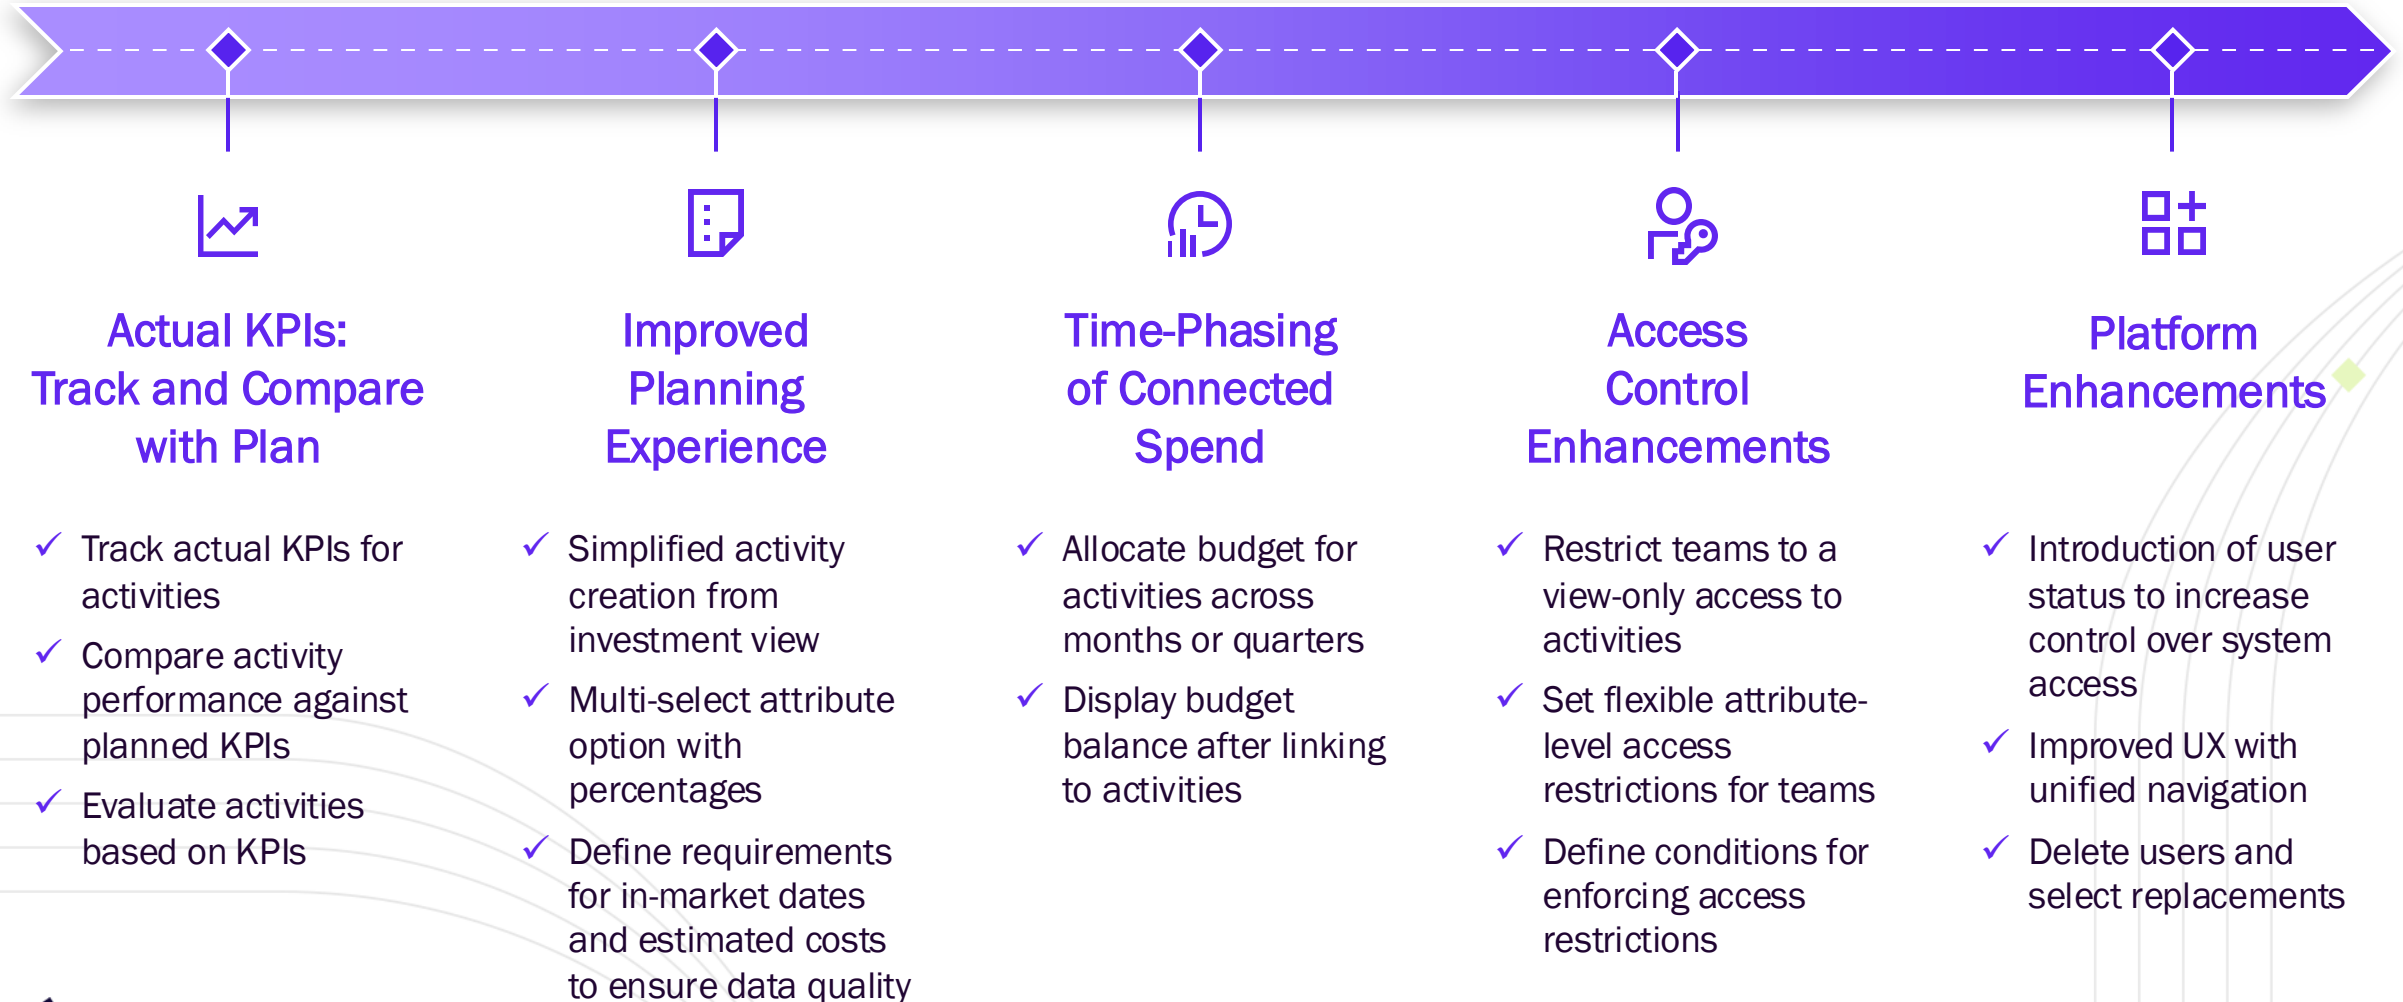 Actual KPIs:
Track and Compare
with Plan
Track actual KPIs for
activities
Compare activity
performance against
planned KPIs
Evaluate activities
based on KPIs
Improved
Planning
Experience
Simplified activity
creation from
investment view
Multi-select attribute
option with
percentages
Define requirements
for in-market dates
and estimated costs
to ensure data quality
Time-Phasing
of Connected
Spend
Allocate budget for
activities across
months or quarters
Display budget
balance after linking
to activities
Access
Control
Enhancements
Restrict teams to a
view-only access to
activities
Set flexible attribute-
level access
restrictions for teams
Define conditions for
enforcing access
restrictions
Platform
Enhancements
Introduction of user
status to increase
control over system
access
Improved UX with
unified navigation
Delete users and
select replacements